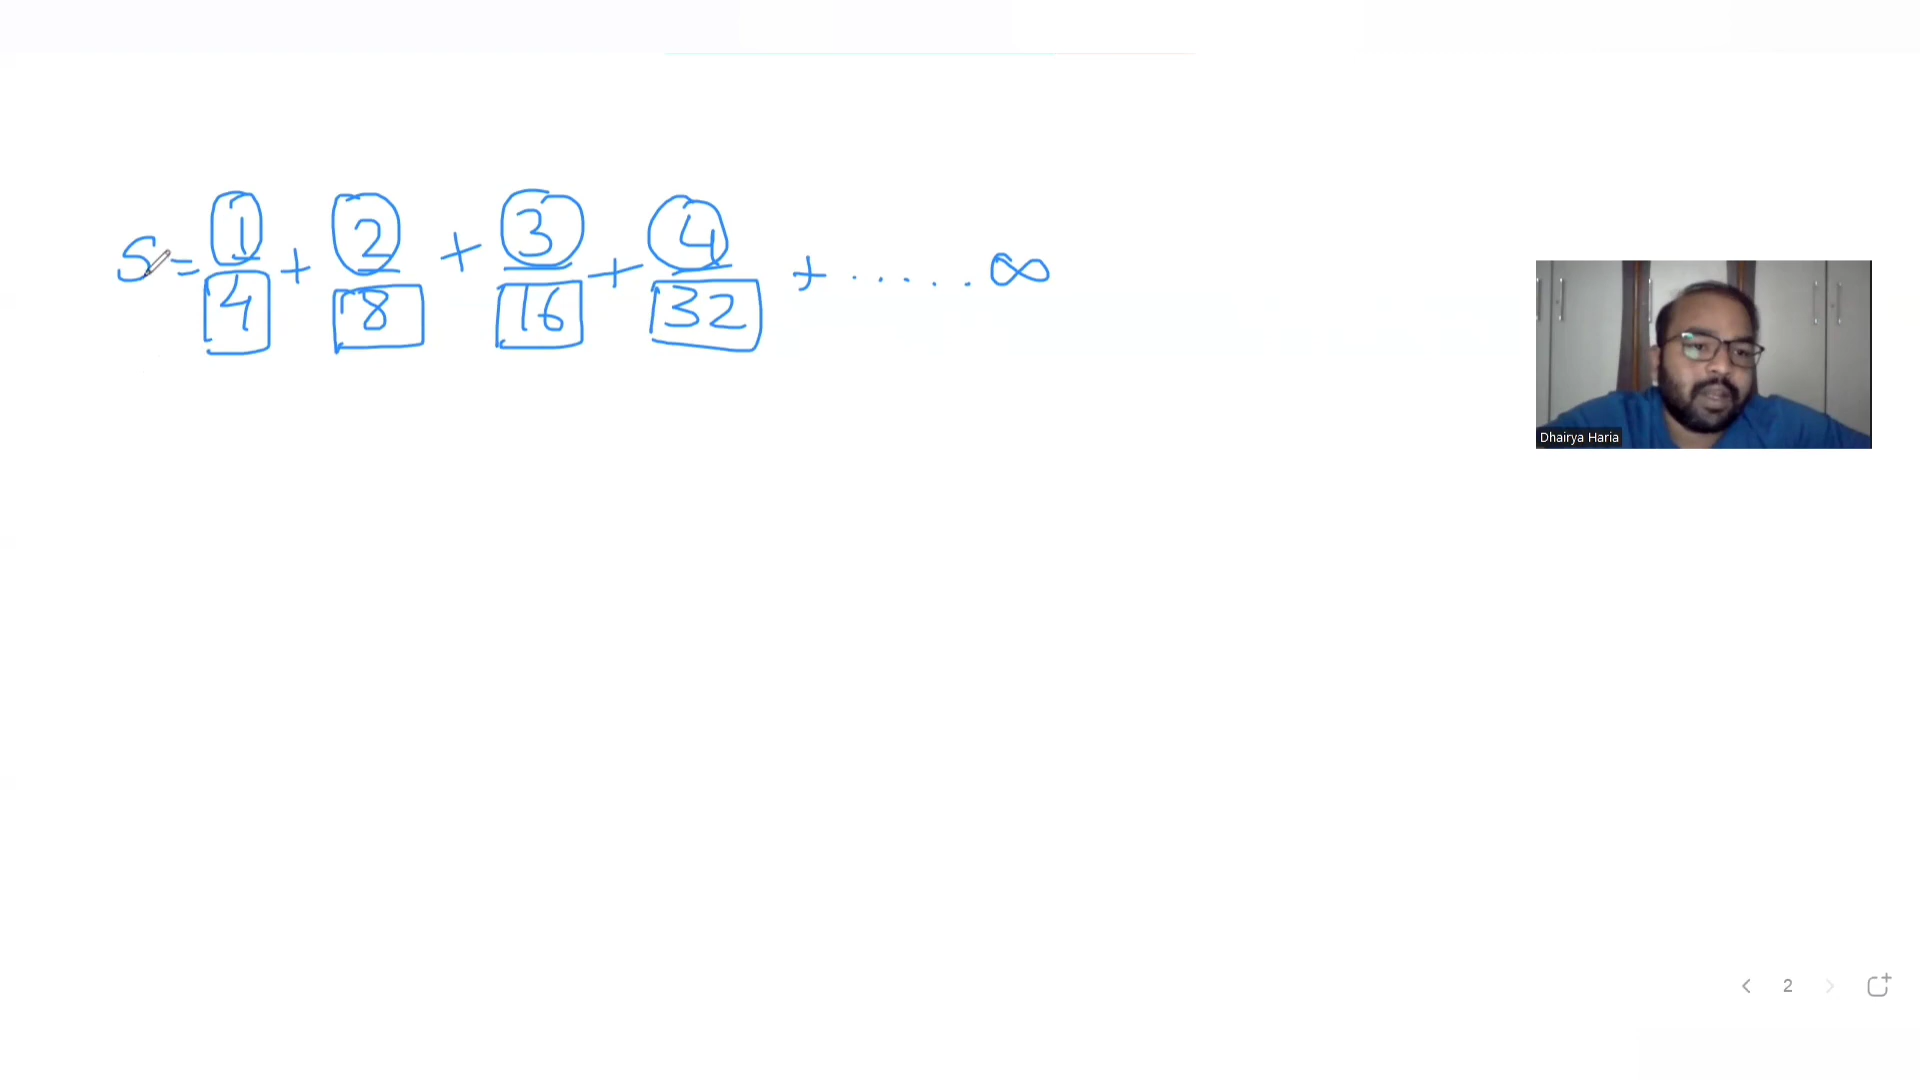 S = 1/4 + 2/8 + 3/16 + 4/32 + ..... ∞
Dhairya Haria
2